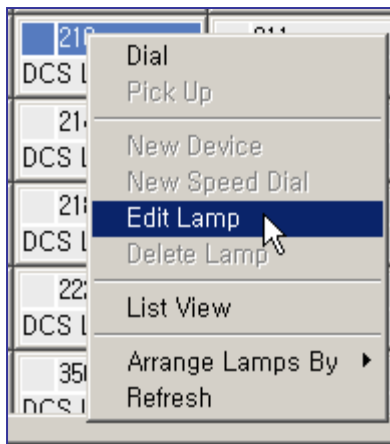 Dial
Pick Up
New Device
New Speed Dial
Edit Lamp
Delete Lamp
List View
Arrange Lamps By
Refresh
DCS
DCS
DCS
DCS